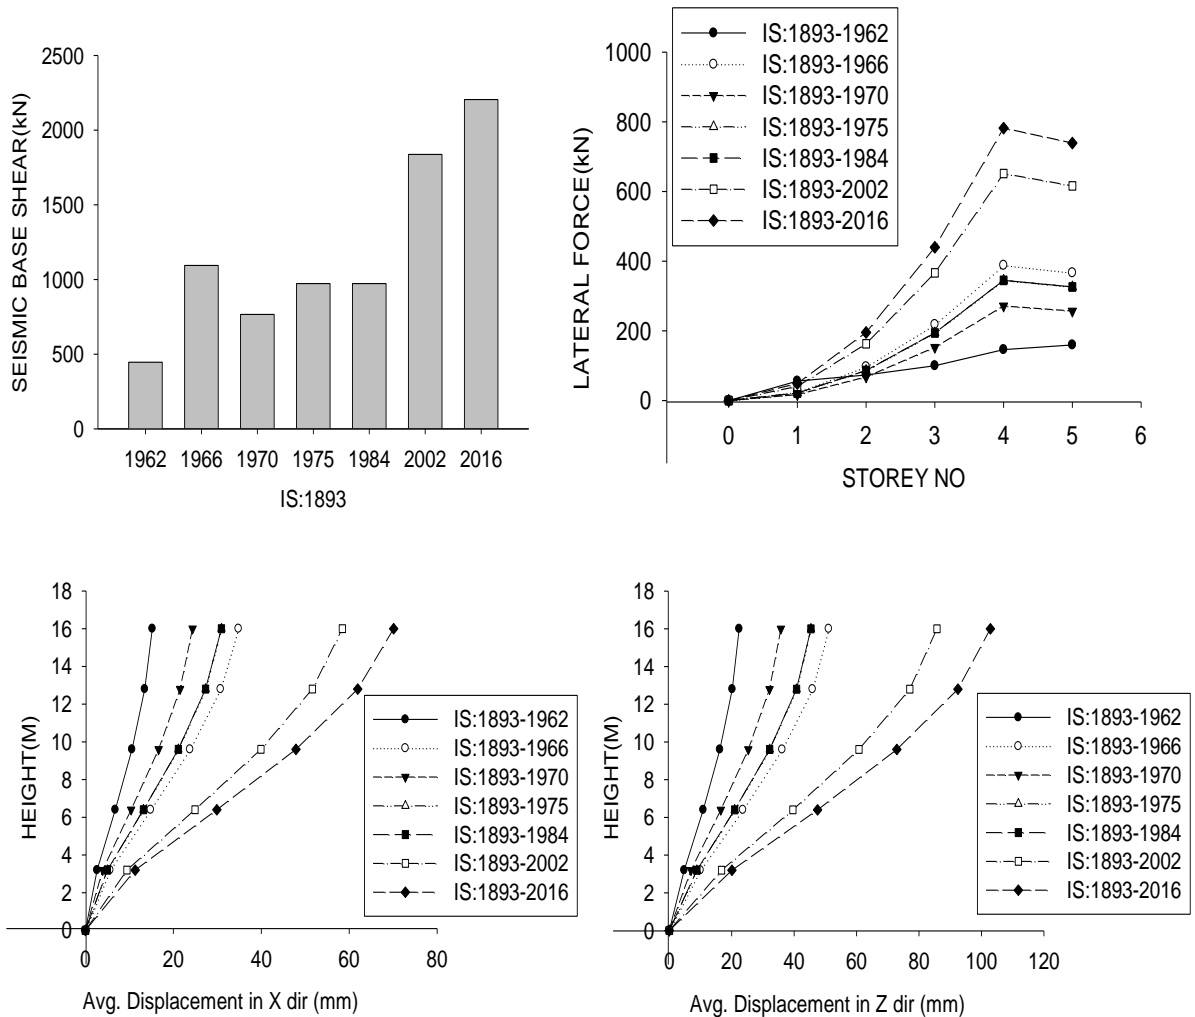 SEISMIC BASE SHEAR(kN)
2500
2000
1500
1000
500
0
1962 1966 1970 1975 1984 2002 2016
IS:1893
LATERAL FORCE(kN)
1000
800
600
400
200
0
0 1 2 3 4 5 6
STOREY NO
IS:1893-1962
IS:1893-1966
IS:1893-1970
IS:1893-1975
IS:1893-1984
IS:1893-2002
IS:1893-2016
HEIGHT(M)
18
16
14
12
10
8
6
4
2
0
0 20 40 60 80
Avg. Displacement in X dir (mm)
IS:1893-1962
IS:1893-1966
IS:1893-1970
IS:1893-1975
IS:1893-1984
IS:1893-2002
IS:1893-2016
HEIGHT(M)
18
16
14
12
10
8
6
4
2
0
0 20 40 60 80 100 120
Avg. Displacement in Z dir (mm)
IS:1893-1962
IS:1893-1966
IS:1893-1970
IS:1893-1975
IS:1893-1984
IS:1893-2002
IS:1893-2016